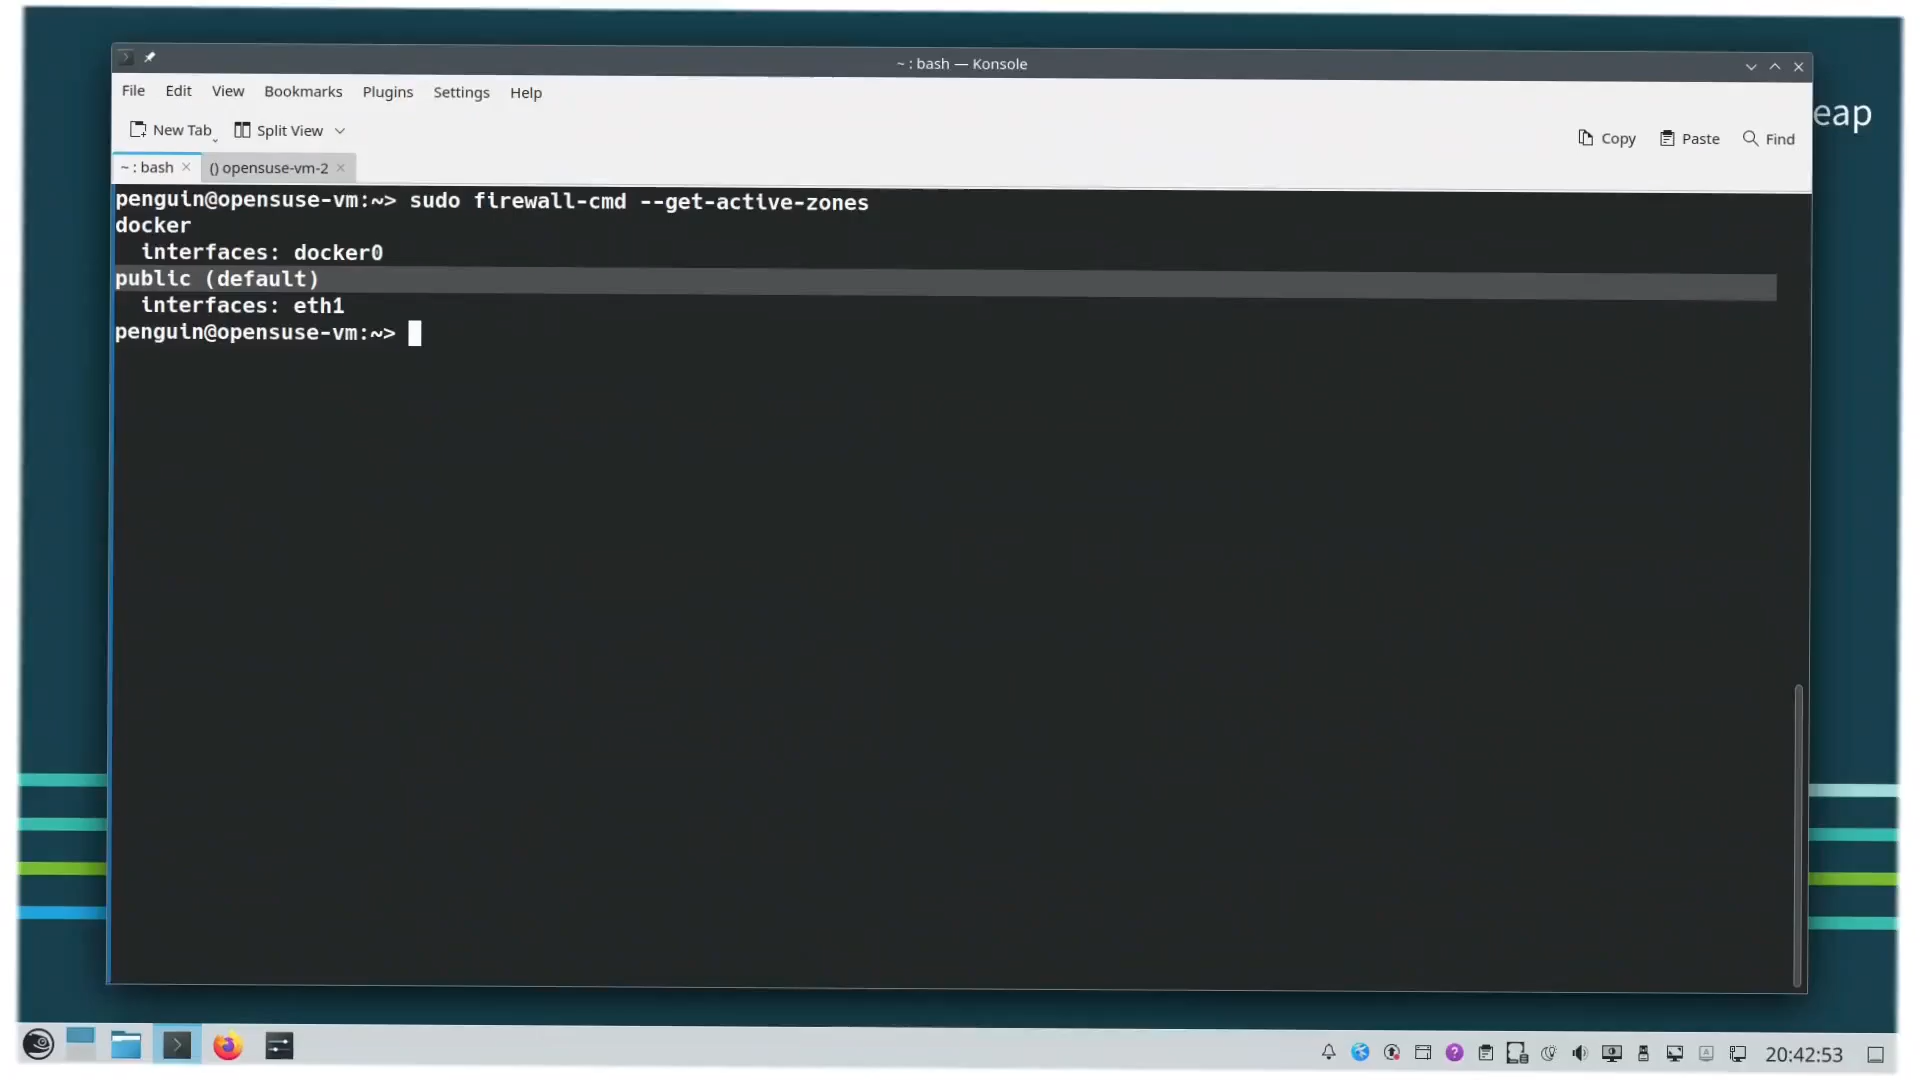 ~ : bash — Konsole
File Edit View Bookmarks Plugins Settings Help
eap
New Tab Split View Copy Paste Find
~ : bash () opensuse-vm-2
penguin@opensuse-vm:~> sudo firewall-cmd --get-active-zones
docker
  interfaces: docker0
public (default)
  interfaces: eth1
penguin@opensuse-vm:~>
20:42:53